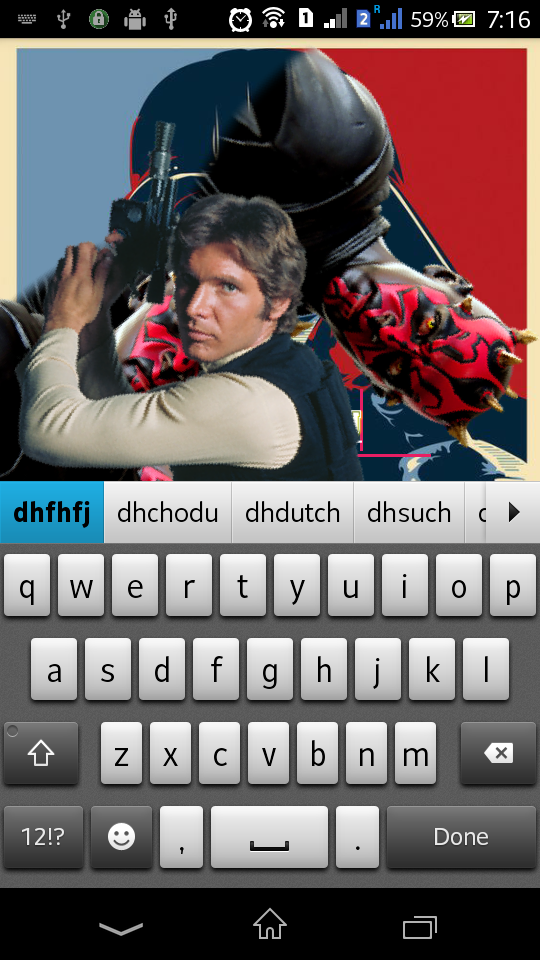 1 2 R 59% 7:16
dhfhfj dhchodu dhdutch dhsuch
q w e r t y u i o p
a s d f g h j k l
z x c v b n m
12!? , . Done